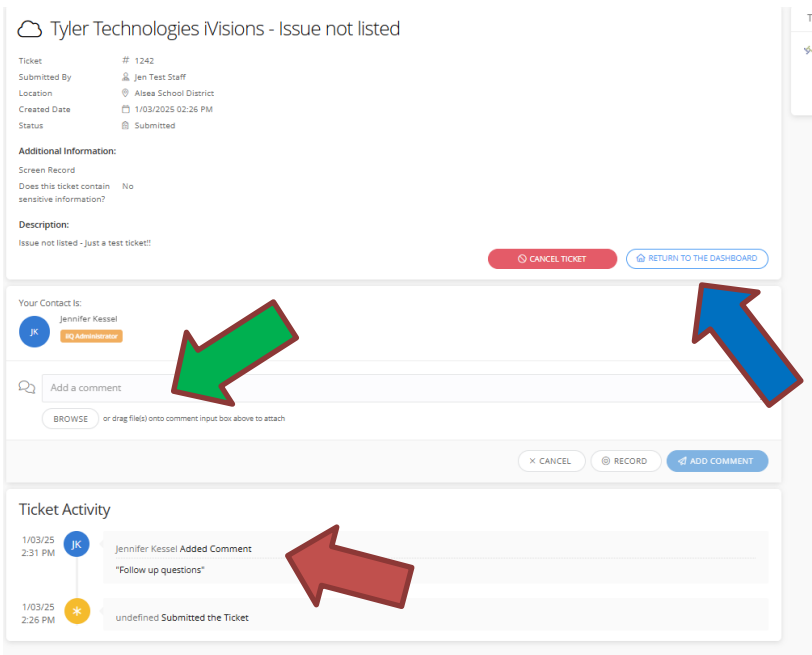 Tyler Technologies iVisions - Issue not listed
Ticket # 1242
Submitted By Jen Test Staff
Location Alsea School District
Created Date 1/03/2025 02:26 PM
Status Submitted
Additional Information:
Screen Record
Does this ticket contain No
sensitive information?
Description:
Issue not listed - Just a test ticket!!
CANCEL TICKET RETURN TO THE DASHBOARD
Your Contact Is:
JK Jennifer Kessel
IIQ Administrator
Add a comment
BROWSE or drag file(s) onto comment input box above to attach
× CANCEL RECORD ADD COMMENT
Ticket Activity
1/03/25
2:31 PM
JK
Jennifer Kessel Added Comment
"Follow up questions"
1/03/25
2:26 PM
undefined Submitted the Ticket